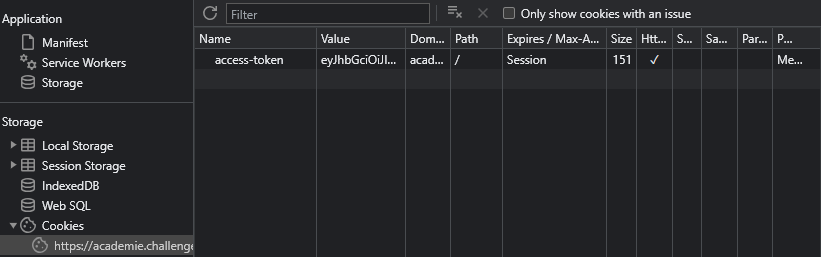 Application
Manifest
Service Workers
Storage
Storage
Local Storage
Session Storage
IndexedDB
Web SQL
Cookies
https://academie.challenge
Filter
Only show cookies with an issue
Name Value Dom... Path Expires / Max-A... Size Htt... S... Sa... Par... P...
access-token eyJhbGciOiJI... acad... / Session 151 ✓ Me...